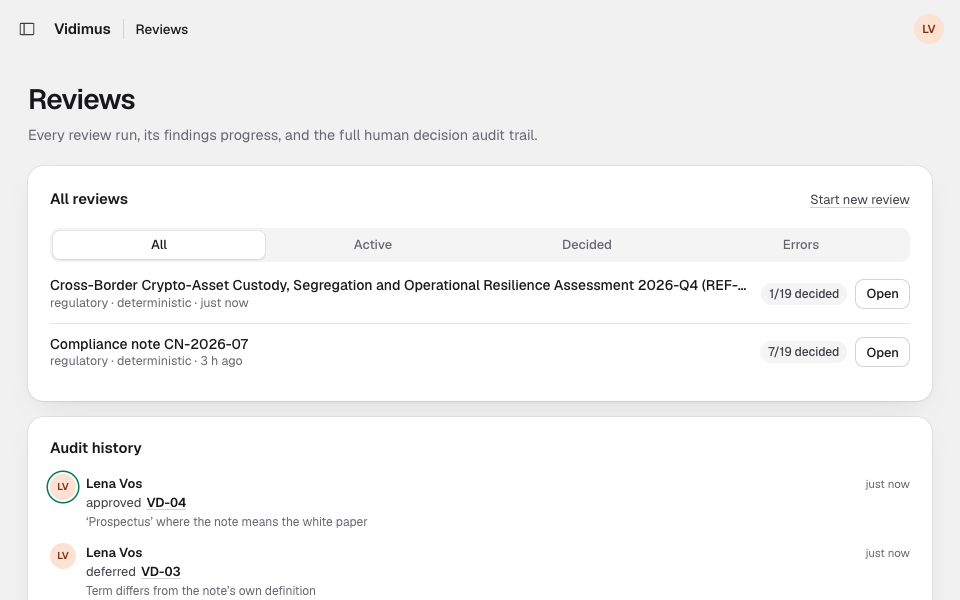 Vidimus
Reviews
LV
Reviews
Every review run, its findings progress, and the full human decision audit trail.
All reviews
Start new review
All
Active
Decided
Errors
Cross-Border Crypto-Asset Custody, Segregation and Operational Resilience Assessment 2026-Q4 (REF-…
regulatory · deterministic · just now
1/19 decided
Open
Compliance note CN-2026-07
regulatory · deterministic · 3 h ago
7/19 decided
Open
Audit history
LV
Lena Vos
just now
approved VD-04
‘Prospectus’ where the note means the white paper
LV
Lena Vos
just now
deferred VD-03
Term differs from the note’s own definition